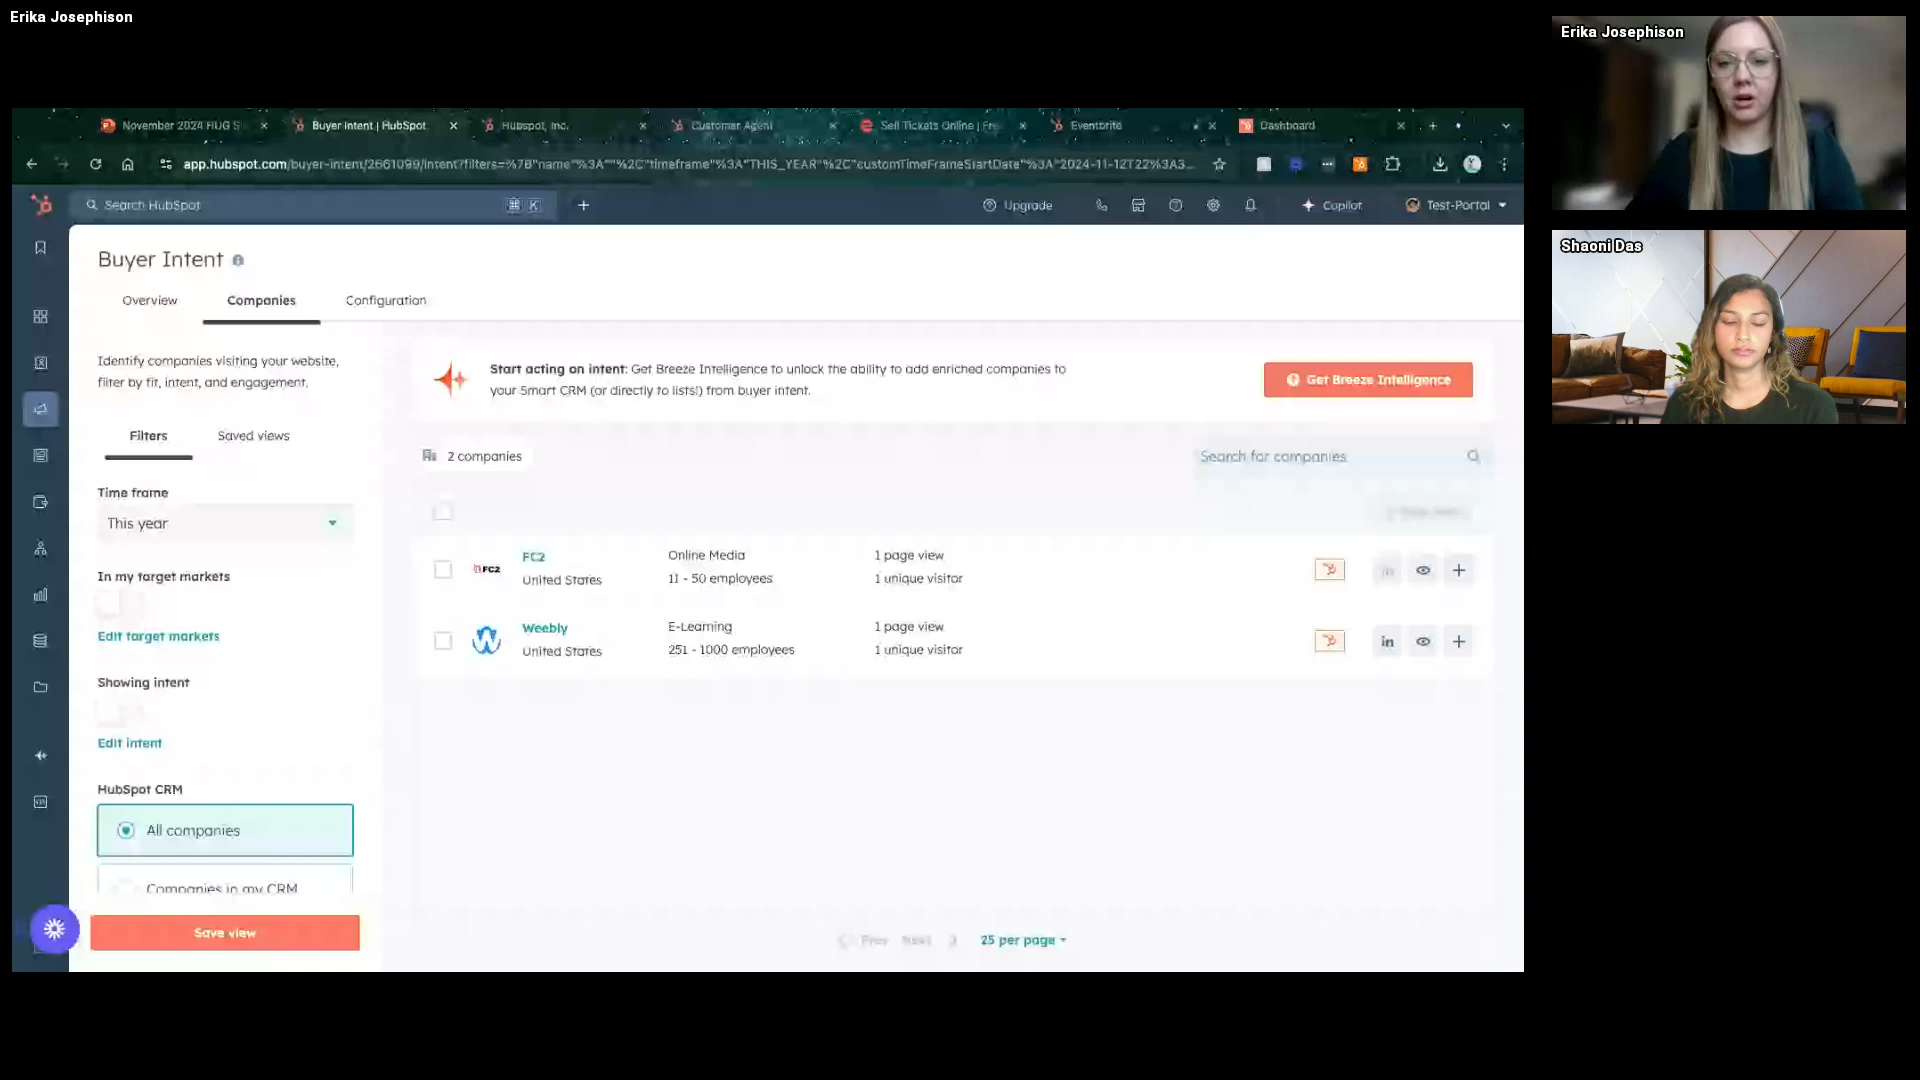 Erika Josephison
Erika Josephison
Shaoni Das
November 2024 HUG S
Buyer Intent | HubSpot
Hubspot, Inc.
Customer Agent
Sell Tickets Online | Fre
Eventbrite
Dashboard
app.hubspot.com/buyer-intent/2661099/intent?filters=%7B"name"%3A""%2C"timeframe"%3A"THIS_YEAR"%2C"customTimeFrameStartDate"%3A"2024-11-12T22%3A3...
Search HubSpot
⌘ K
Upgrade
Copilot
Test-Portal
Buyer Intent
Overview
Companies
Configuration
Identify companies visiting your website,
filter by fit, intent, and engagement.
Start acting on intent: Get Breeze Intelligence to unlock the ability to add enriched companies to
your Smart CRM (or directly to lists!) from buyer intent.
Get Breeze Intelligence
Filters
Saved views
2 companies
Search for companies
Time frame
This year
FC2
FC2
United States
Online Media
11 - 50 employees
1 page view
1 unique visitor
in
In my target markets
Edit target markets
Weebly
United States
E-Learning
251 - 1000 employees
1 page view
1 unique visitor
in
Showing intent
Edit intent
HubSpot CRM
All companies
Companies in my CRM
Save view
Prev
Next
25 per page